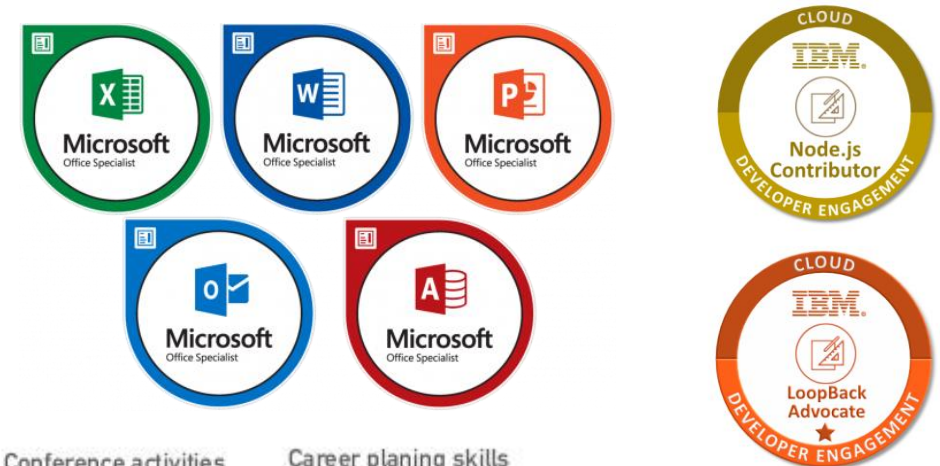 X
Microsoft
Office Specialist
W
Microsoft
Office Specialist
P
Microsoft
Office Specialist
O
Microsoft
Office Specialist
A
Microsoft
Office Specialist
CLOUD
IBM®
Node.js
Contributor
DEVELOPER ENGAGEMENT
CLOUD
IBM®
LoopBack
Advocate
DEVELOPER ENGAGEMENT
Conference activities
Career planing skills